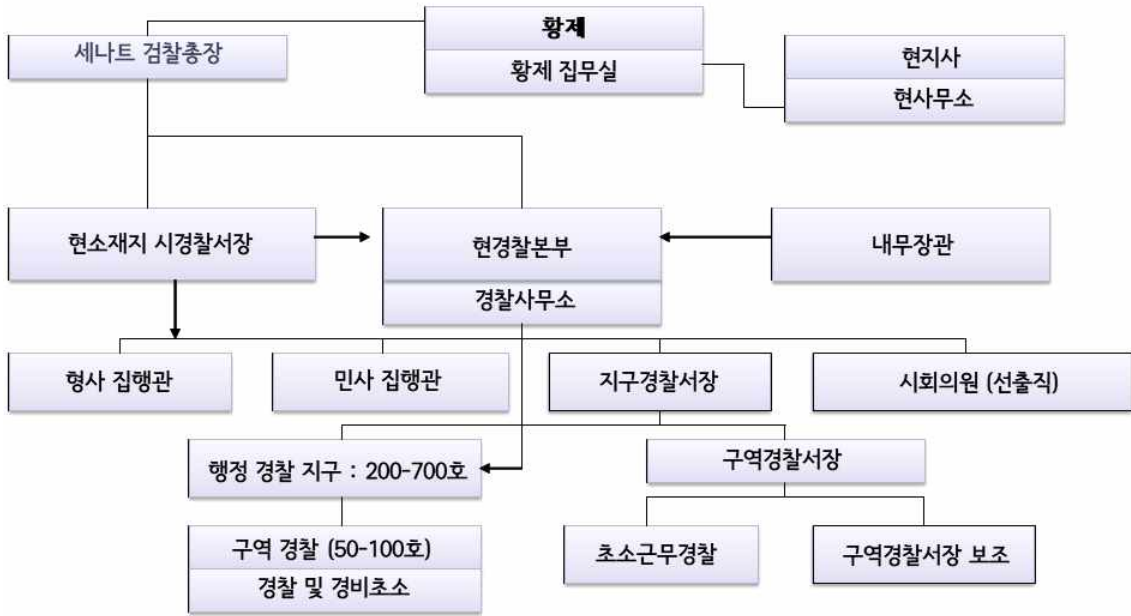 황제
세나트 검찰총장
황제 집무실
현지사
현사무소
현소재지 시경찰서장
현경찰본부
내무장관
경찰사무소
형사 집행관
민사 집행관
지구경찰서장
시회의원 (선출직)
행정 경찰 지구 : 200-700호
구역경찰서장
구역 경찰 (50-100호)
초소근무경찰
구역경찰서장 보조
경찰 및 경비초소